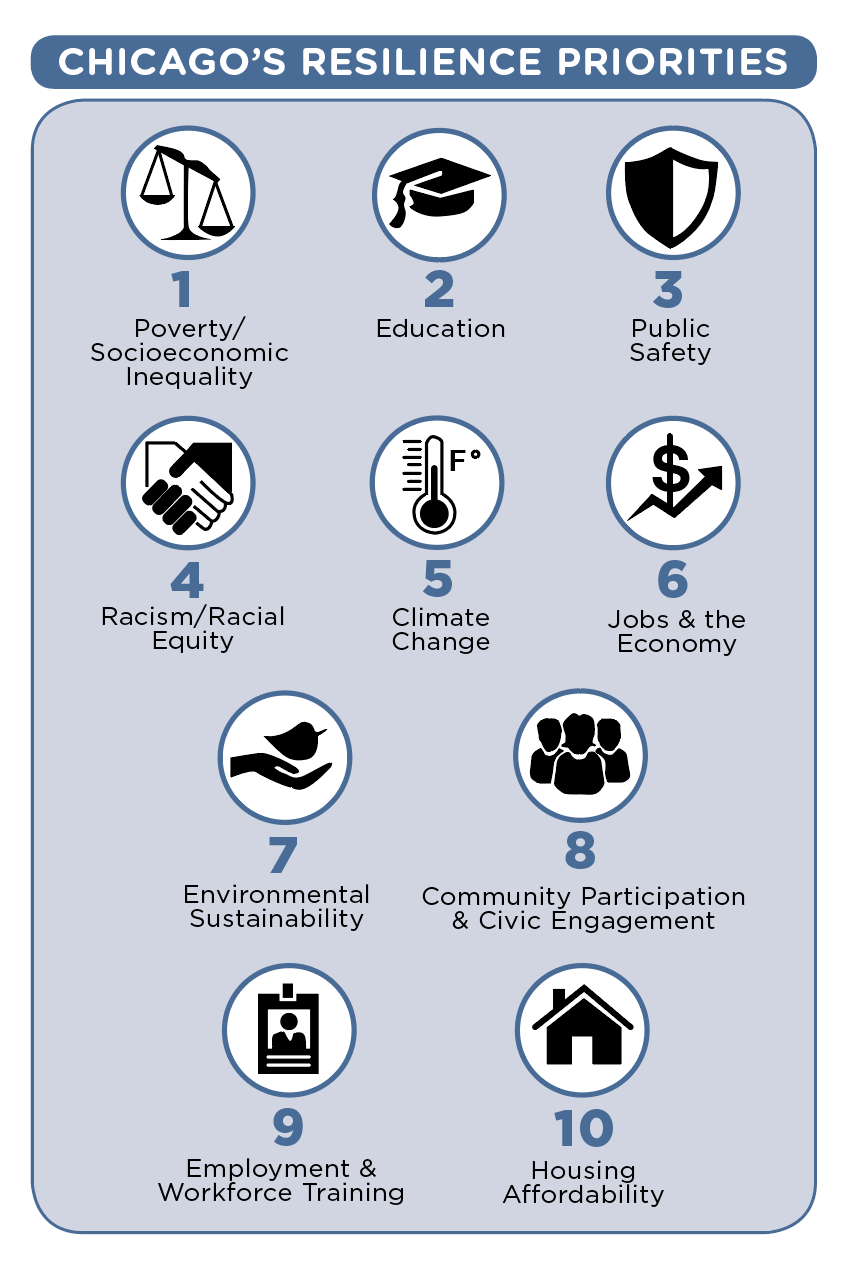 CHICAGO'S RESILIENCE PRIORITIES
1
Poverty/
Socioeconomic
Inequality
2
Education
3
Public
Safety
4
Racism/Racial
Equity
F°
5
Climate
Change
$
6
Jobs & the
Economy
7
Environmental
Sustainability
8
Community Participation
& Civic Engagement
9
Employment &
Workforce Training
10
Housing
Affordability